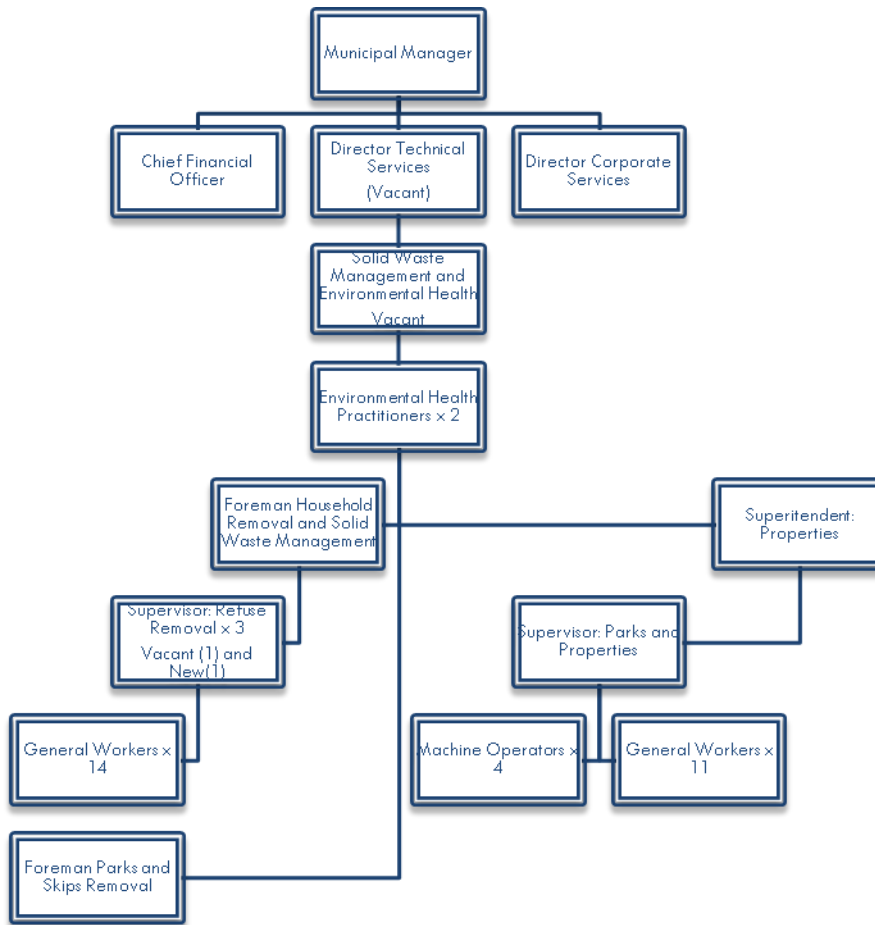 Municipal Manager
Chief Financial
Officer
Director Technical
Services
(Vacant)
Director Corporate
Services
Solid Waste
Management and
Environmental Health
Vacant
Environmental Health
Practitioners x 2
Foreman Household
Removal and Solid
Waste Management
Superitendent:
Properties
Supervisor: Refuse
Removal x 3
Vacant (1) and
New(1)
Supervisor: Parks and
Properties
General Workers x
14
Machine Operators x
4
General Workers x
11
Foreman Parks and
Skips Removal